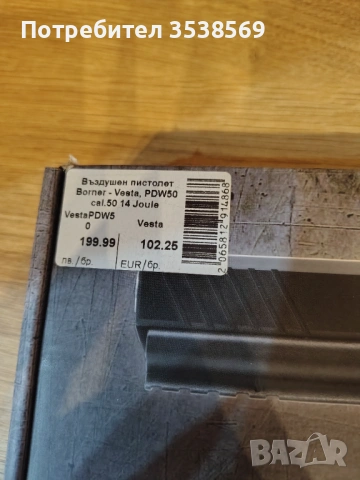 Потребител 3538569
Въздушен пистолет
Borner - Vesta, PDW50
cal.50 14 Joule
VestaPDW5
0
Vesta
199.99
102.25
лв./бр.
EUR/бр.
2065812914868
BAZAR